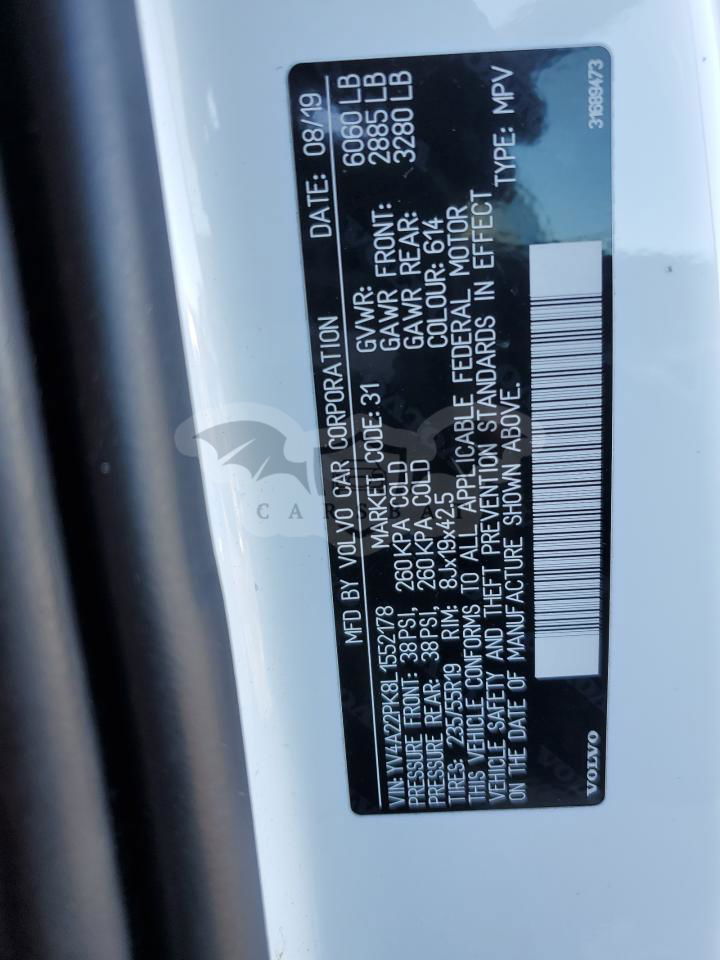 MFD BY VOLVO CAR CORPORATION DATE: 08/19
VIN: YV4A22PK8L1552178 MARKET CODE: 31 GVWR: 6060 LB
PRESSURE FRONT: 38PSI, 260KPA COLD GAWR FRONT: 2885 LB
PRESSURE REAR: 38PSI, 260KPA COLD GAWR REAR: 3280 LB
TIRES: 235/55R19 RIM: 8Jx19x42.5 COLOUR: 614
THIS VEHICLE CONFORMS TO ALL APPLICABLE FEDERAL MOTOR
VEHICLE SAFETY AND THEFT PREVENTION STANDARDS IN EFFECT
ON THE DATE OF MANUFACTURE SHOWN ABOVE. TYPE: MPV
VOLVO 31689473